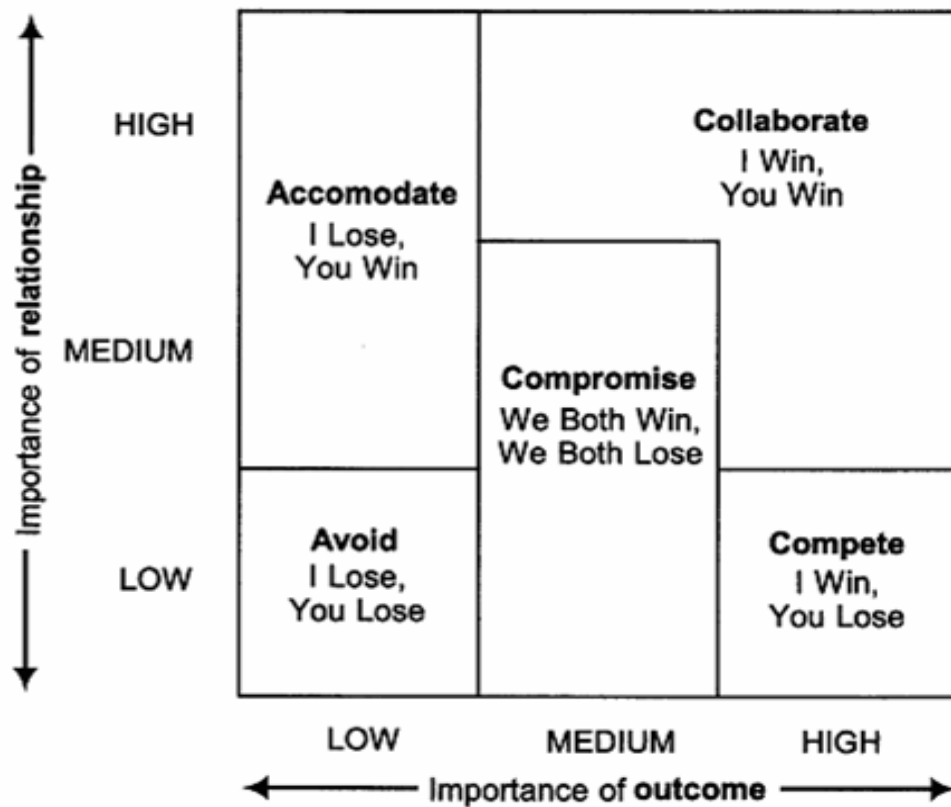 Importance of relationship
HIGH
MEDIUM
LOW
Accomodate
I Lose,
You Win
Collaborate
I Win,
You Win
Compromise
We Both Win,
We Both Lose
Avoid
I Lose,
You Lose
Compete
I Win,
You Lose
LOW MEDIUM HIGH
Importance of outcome